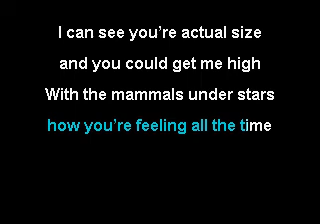 I can see you're actual size
and you could get me high
With the mammals under stars
how you're feeling all the time